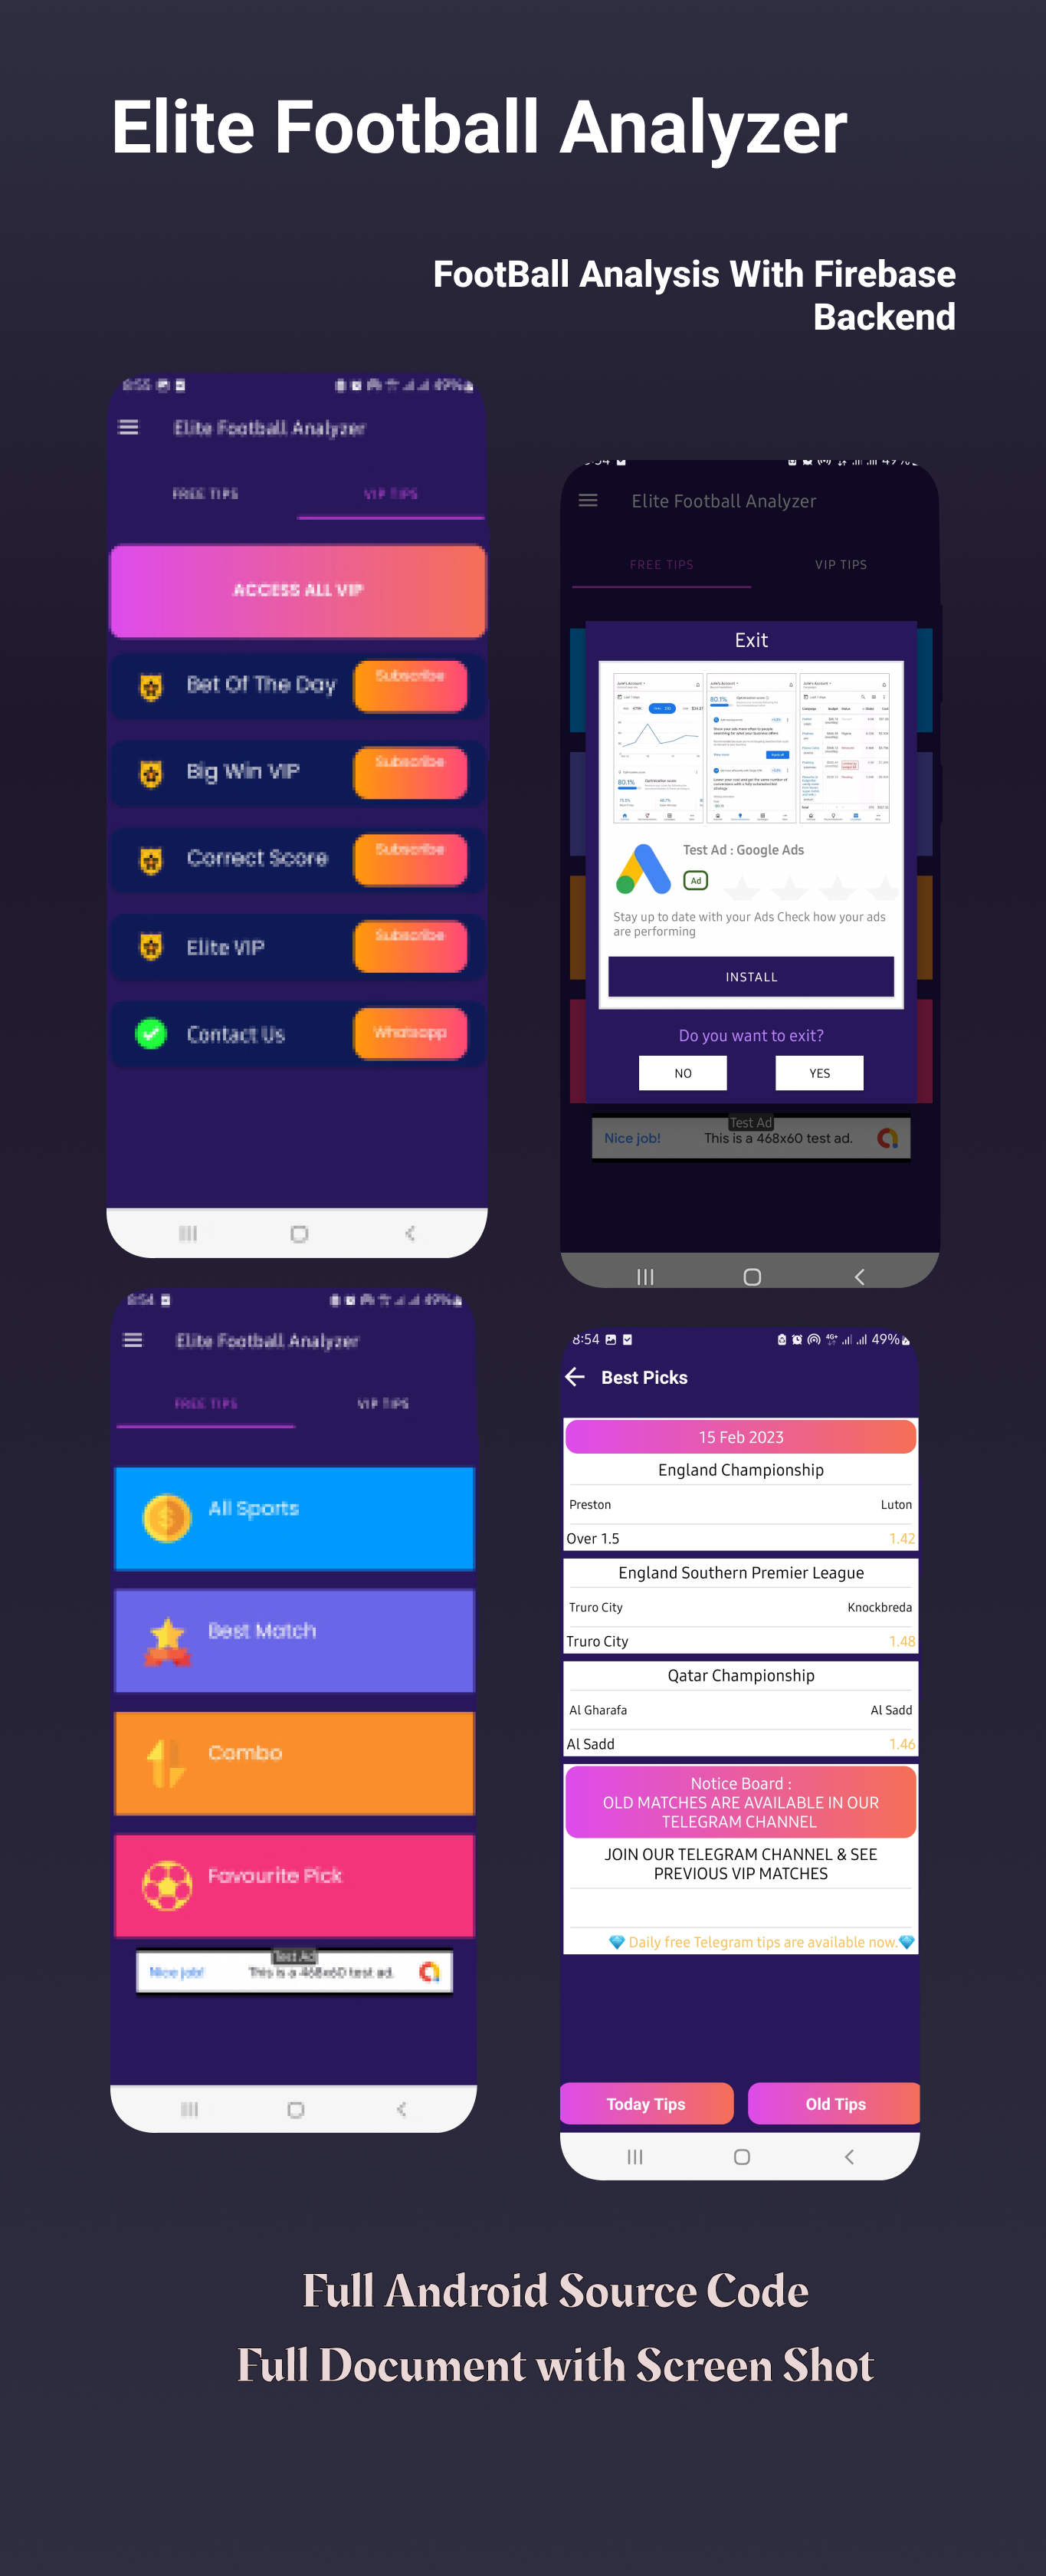 Elite Football Analyzer
FootBall Analysis With Firebase
Backend
Elite Football Analyzer
FREE TIPS
VIP TIPS
ACCESS ALL VIP
Bet Of The Day
Subscribe
Big Win VIP
Subscribe
Correct Score
Subscribe
Elite VIP
Subscribe
Contact Us
Whatsapp
Elite Football Analyzer
FREE TIPS
VIP TIPS
Exit
80.1%
80.1%
Test Ad : Google Ads
Ad
Stay up to date with your Ads Check how your ads
are performing
INSTALL
Do you want to exit?
NO
YES
Test Ad
Nice job!
This is a 468x60 test ad.
Elite Football Analyzer
FREE TIPS
VIP TIPS
All Sports
Best Match
Combo
Favourite Pick
Test Ad
Nice job!
This is a 468x60 test ad.
8:54
49%
Best Picks
15 Feb 2023
England Championship
Preston
Luton
Over 1.5
1.42
England Southern Premier League
Truro City
Knockbreda
Truro City
1.48
Qatar Championship
Al Gharafa
Al Sadd
Al Sadd
1.46
Notice Board :
OLD MATCHES ARE AVAILABLE IN OUR
TELEGRAM CHANNEL
JOIN OUR TELEGRAM CHANNEL & SEE
PREVIOUS VIP MATCHES
💎 Daily free Telegram tips are available now.💎
Today Tips
Old Tips
Full Android Source Code
Full Document with Screen Shot